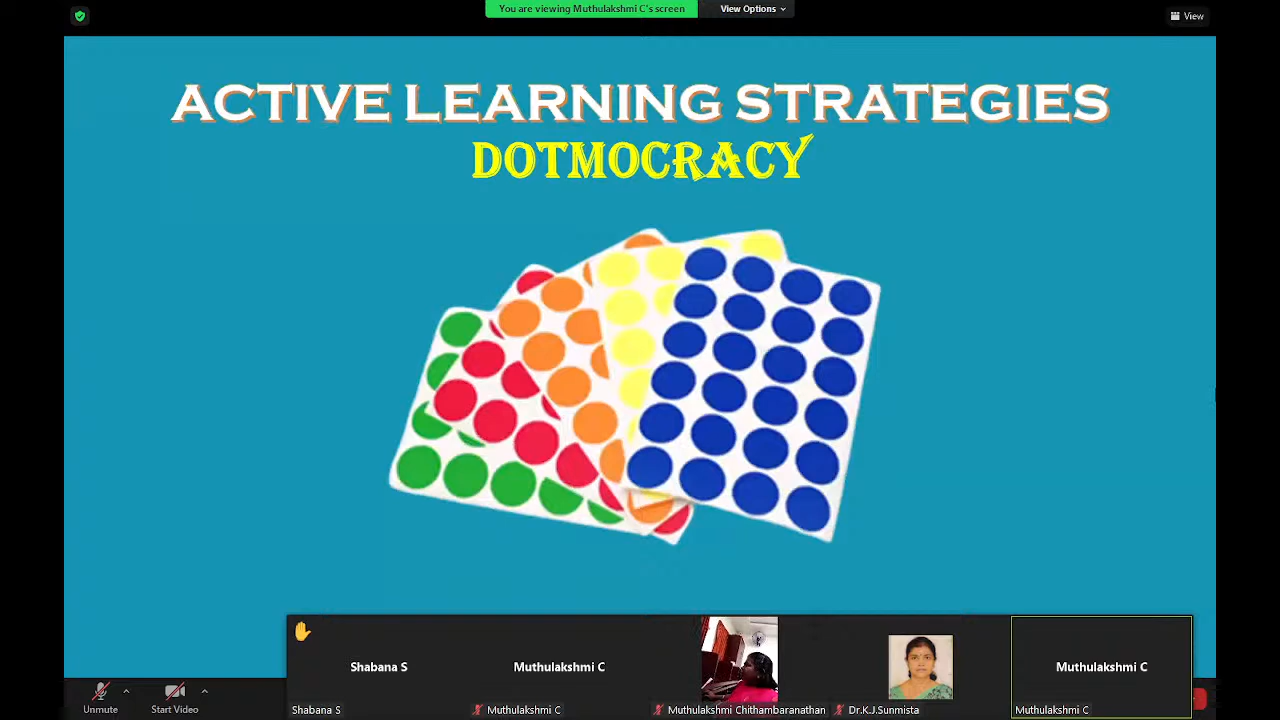 You are viewing Muthulakshmi C's screen
View Options
View
ACTIVE LEARNING STRATEGIES
DOTMOCRACY
Shabana S
Muthulakshmi C
Muthulakshmi C
Shabana S
Muthulakshmi C
Muthulakshmi Chithambaranathan
Dr.K.J.Sunmista
Muthulakshmi C
Unmute
Start Video